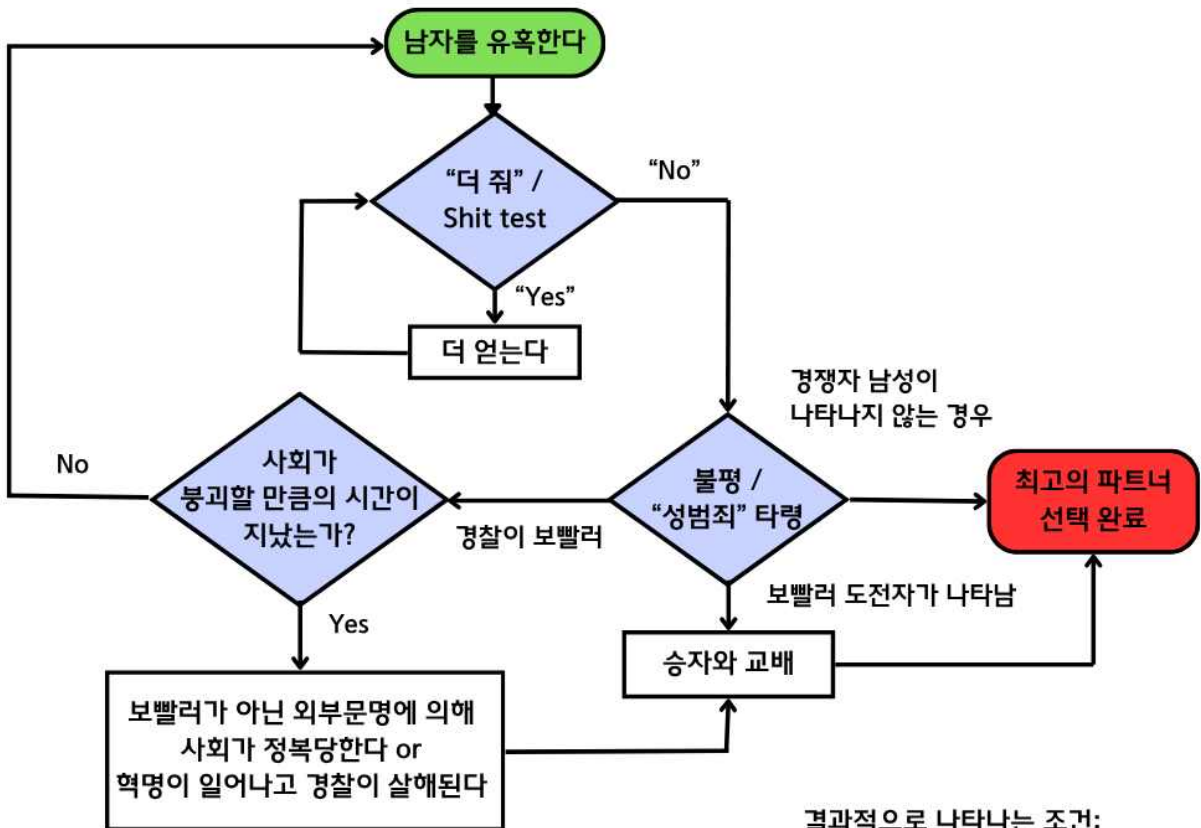 남자를 유혹한다
“더 줘” /
Shit test
“No”
“Yes”
더 얻는다
경쟁자 남성이
나타나지 않는 경우
사회가
붕괴할 만큼의 시간이
지났는가?
No
불평 /
“성범죄” 타령
최고의 파트너
선택 완료
경찰이 보빨러
보빨러 도전자가 나타남
Yes
승자와 교배
보빨러가 아닌 외부문명에 의해
사회가 정복당한다 or
혁명이 일어나고 경찰이 살해된다
결과적으로 나타나는 조건: